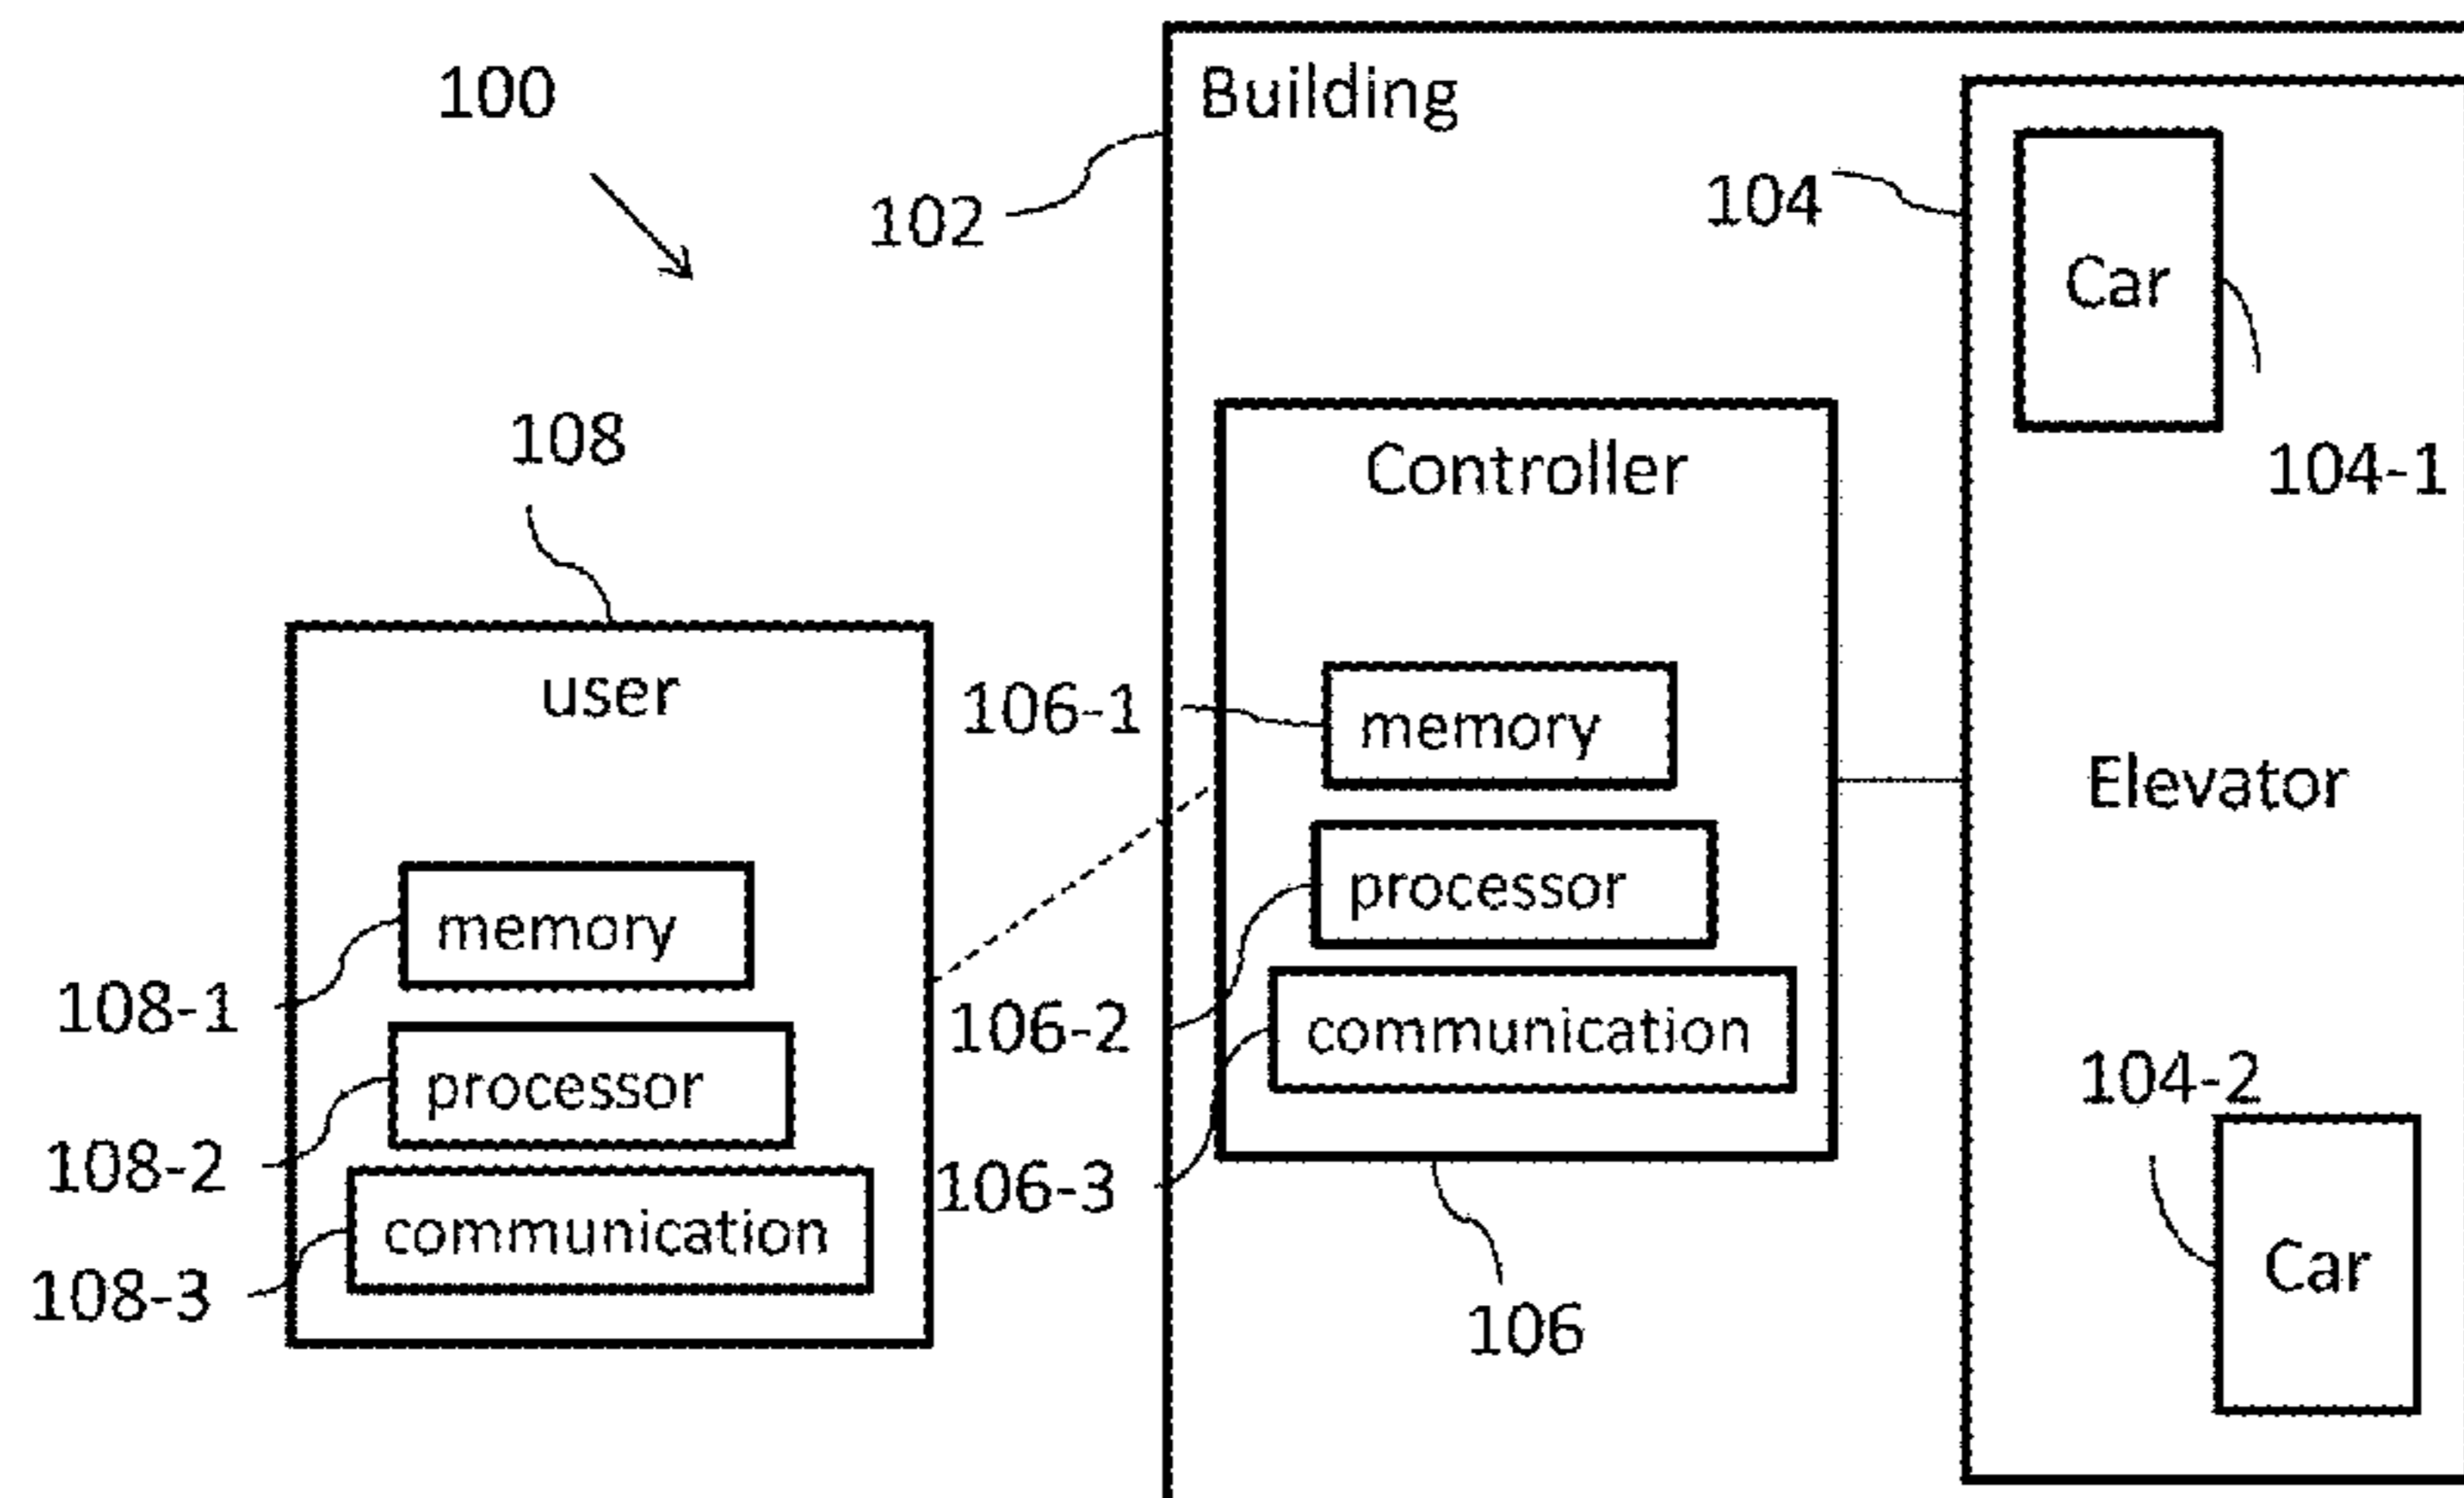 100
Building
102
104
Car
104-1
108
Controller
user
106-1
memory
Elevator
processor
memory
108-1
106-2
communication
104-2
processor
108-2
106-3
communication
Car
108-3
106